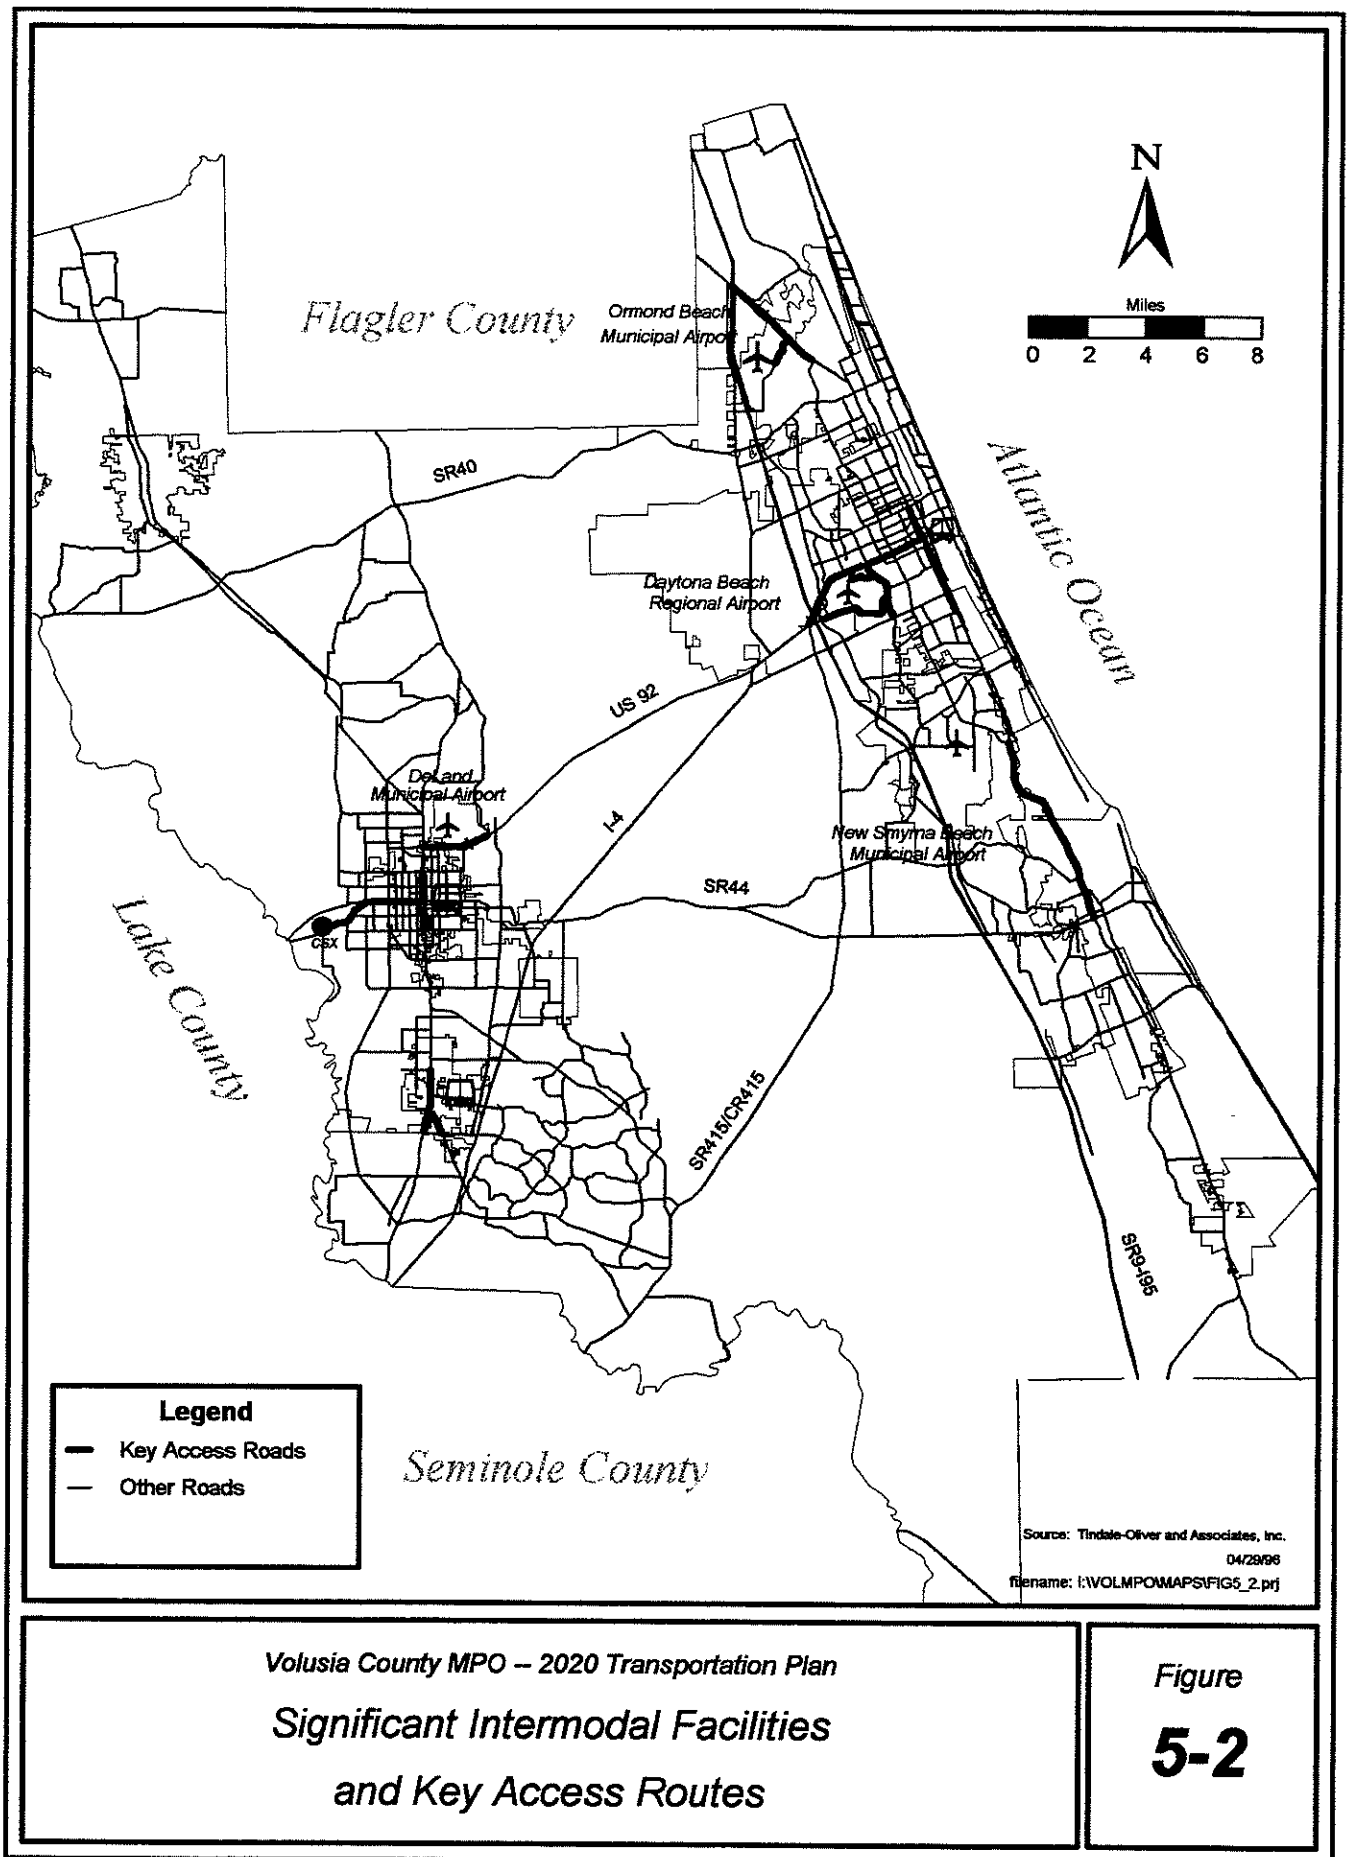 N
Miles
0 2 4 6 8
Flagler County
Ormond Beach
Municipal Airport
Atlantic Ocean
SR40
Daytona Beach
Regional Airport
US 92
DeLand
Municipal Airport
I-4
New Smyrna Beach
Municipal Airport
SR44
CSX
Lake County
SR415/CR415
SR9-I95
Legend
Key Access Roads
Other Roads
Seminole County
Source: Tindale-Oliver and Associates, Inc.
04/29/96
filename: I:\VOLMPO\MAPS\FIG5_2.prj
Volusia County MPO – 2020 Transportation Plan
Significant Intermodal Facilities
and Key Access Routes
Figure
5-2